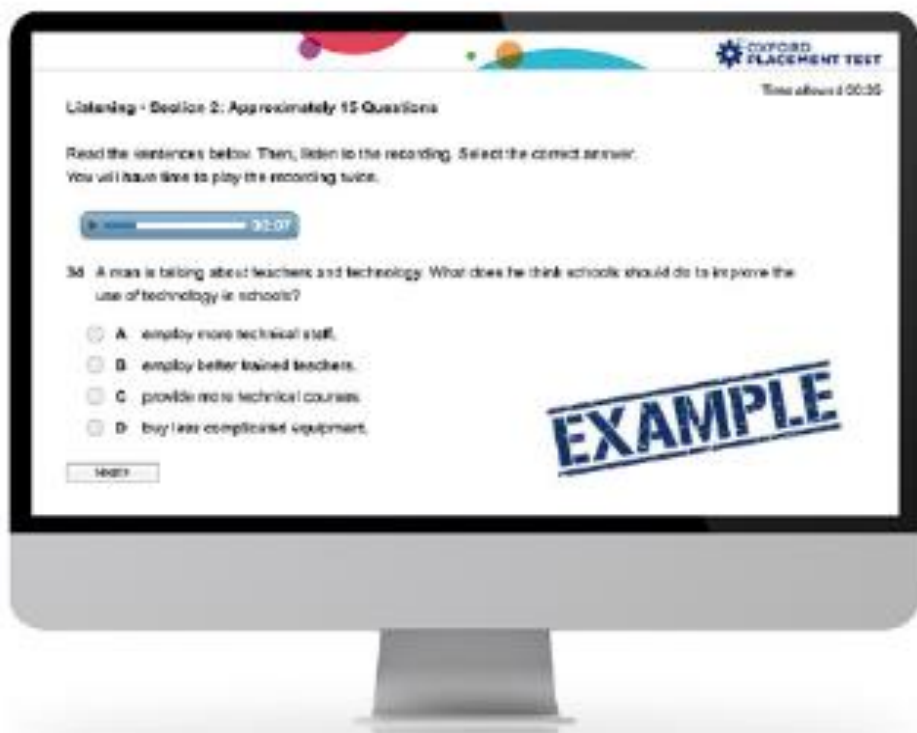 OXFORD
PLACEMENT TEST
Time allowed 00:35
Listening - Section 2: Approximately 15 Questions
Read the sentences below. Then, listen to the recording. Select the correct answer.
You will have time to play the recording twice.
00:07
A man is talking about teachers and technology. What does he think schools should do to improve the
use of technology in schools?
A employ more technical staff.
B employ better trained teachers.
C provide more technical courses
D buy less complicated equipment.
EXAMPLE